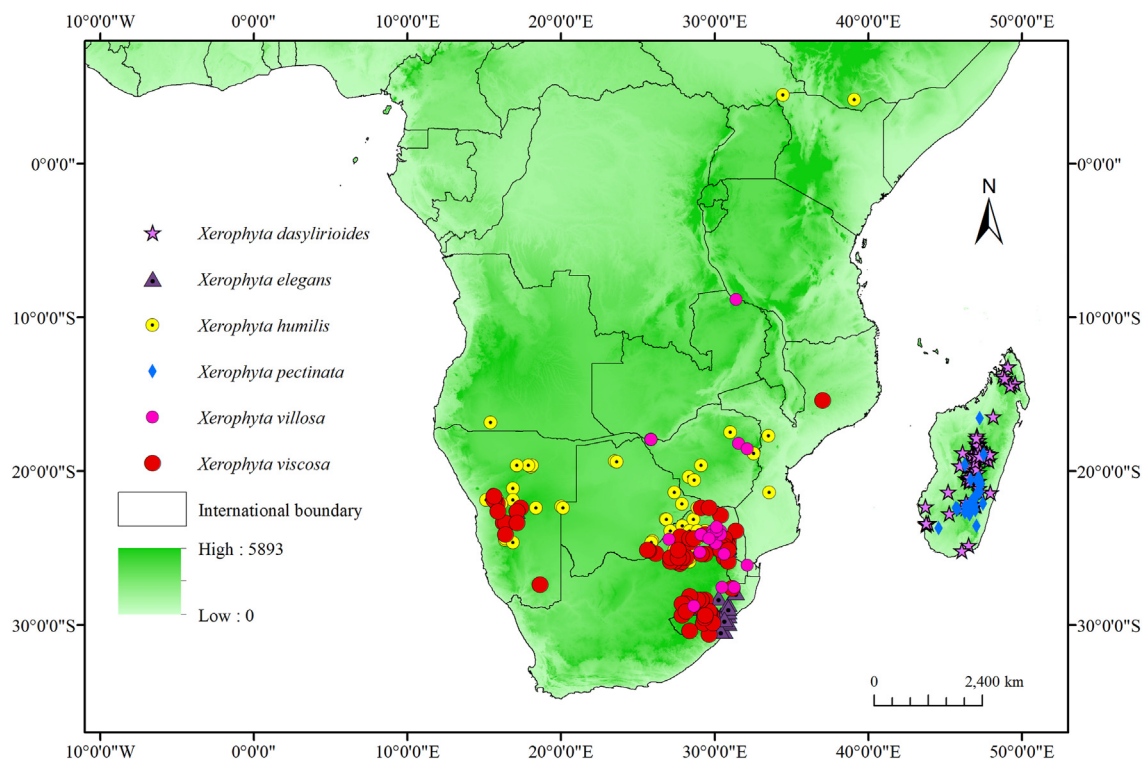 10°0'0"W 0°0'0" 10°0'0"E 20°0'0"E 30°0'0"E 40°0'0"E 50°0'0"E
0°0'0" 0°0'0"
N
Xerophyta dasylirioides
Xerophyta elegans
Xerophyta humilis
10°0'0"S 10°0'0"S
Xerophyta pectinata
Xerophyta villosa
Xerophyta viscosa
20°0'0"S 20°0'0"S
International boundary
High : 5893
Low : 0
30°0'0"S 30°0'0"S
0 2,400 km
10°0'0"W 0°0'0" 10°0'0"E 20°0'0"E 30°0'0"E 40°0'0"E 50°0'0"E